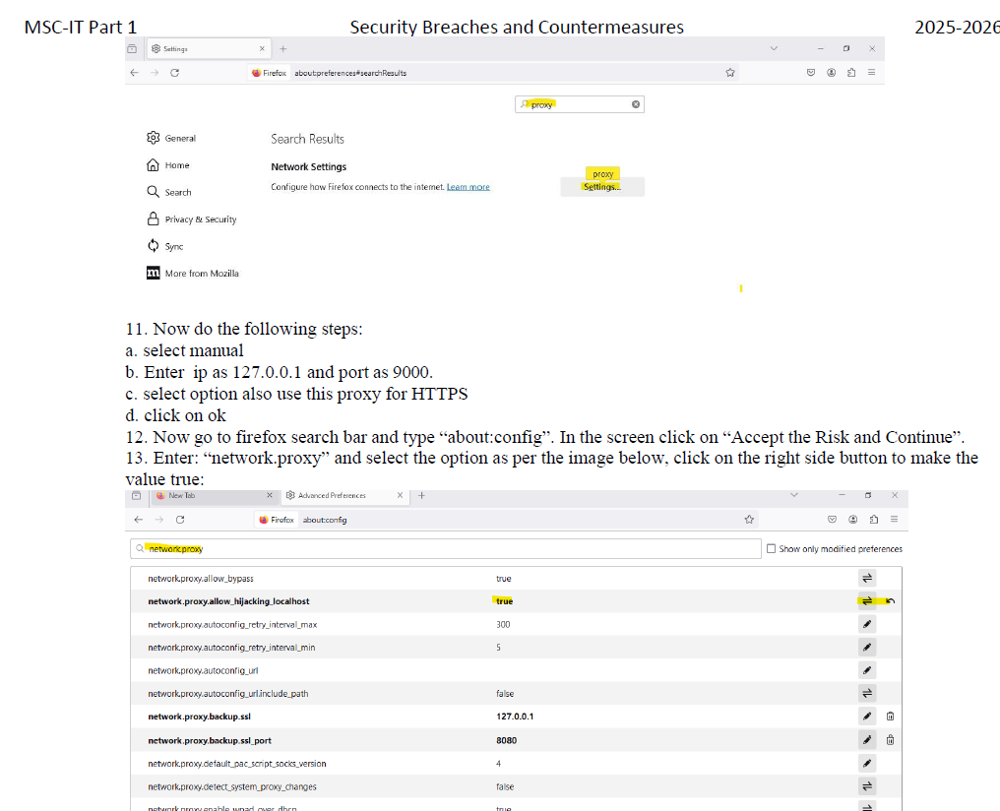 MSC-IT Part 1 Security Breaches and Countermeasures 2025-2026
Settings
Firefox about:preferences#searchResults
proxy
General
Search Results
Home
Network Settings
proxy
Configure how Firefox connects to the internet. Learn more
Settings...
Search
Privacy & Security
Sync
m More from Mozilla
11. Now do the following steps:
a. select manual
b. Enter ip as 127.0.0.1 and port as 9000.
c. select option also use this proxy for HTTPS
d. click on ok
12. Now go to firefox search bar and type “about:config”. In the screen click on “Accept the Risk and Continue”.
13. Enter: “network.proxy” and select the option as per the image below, click on the right side button to make the
value true:
New Tab Advanced Preferences
Firefox about:config
network.proxy Show only modified preferences
network.proxy.allow_bypass true
network.proxy.allow_hijacking_localhost true
network.proxy.autoconfig_retry_interval_max 300
network.proxy.autoconfig_retry_interval_min 5
network.proxy.autoconfig_url
network.proxy.autoconfig_url.include_path false
network.proxy.backup.ssl 127.0.0.1
network.proxy.backup.ssl_port 8080
network.proxy.default_pac_script_socks_version 4
network.proxy.detect_system_proxy_changes false
network.proxy.enable_wpad_over_dhcp true